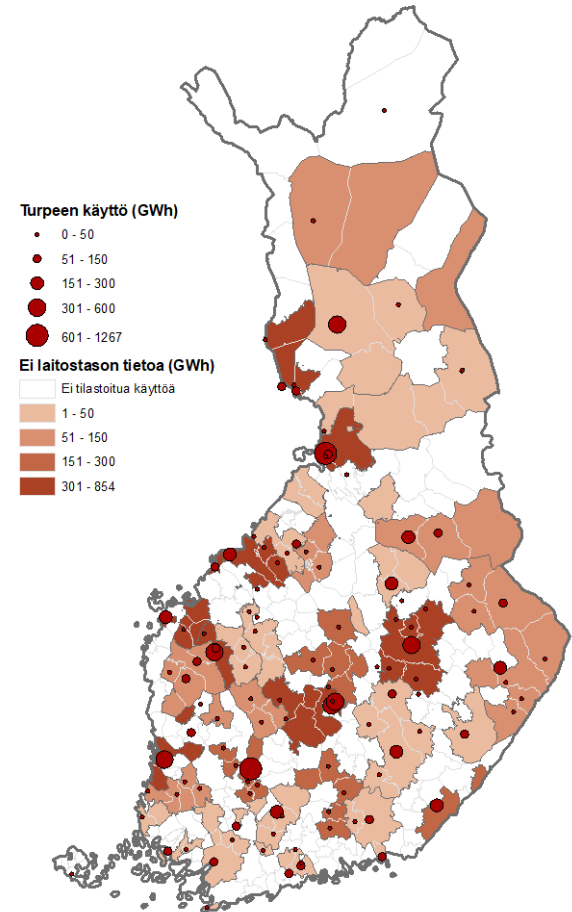 Turpeen käyttö (GWh)
0 - 50
51 - 150
151 - 300
301 - 600
601 - 1267
Ei laitostason tietoa (GWh)
Ei tilastoitua käyttöä
1 - 50
51 - 150
151 - 300
301 - 854